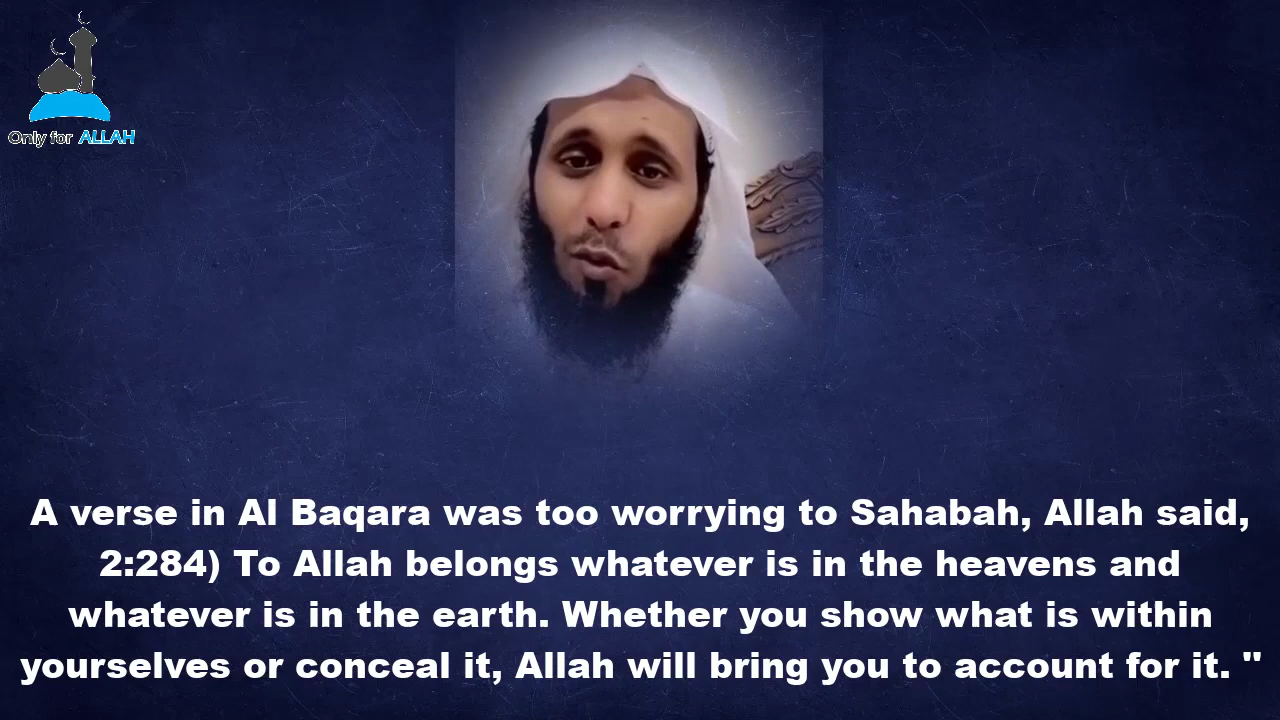 Only for ALLAH
A verse in Al Baqara was too worrying to Sahabah, Allah said,
2:284) To Allah belongs whatever is in the heavens and
whatever is in the earth. Whether you show what is within
yourselves or conceal it, Allah will bring you to account for it. "